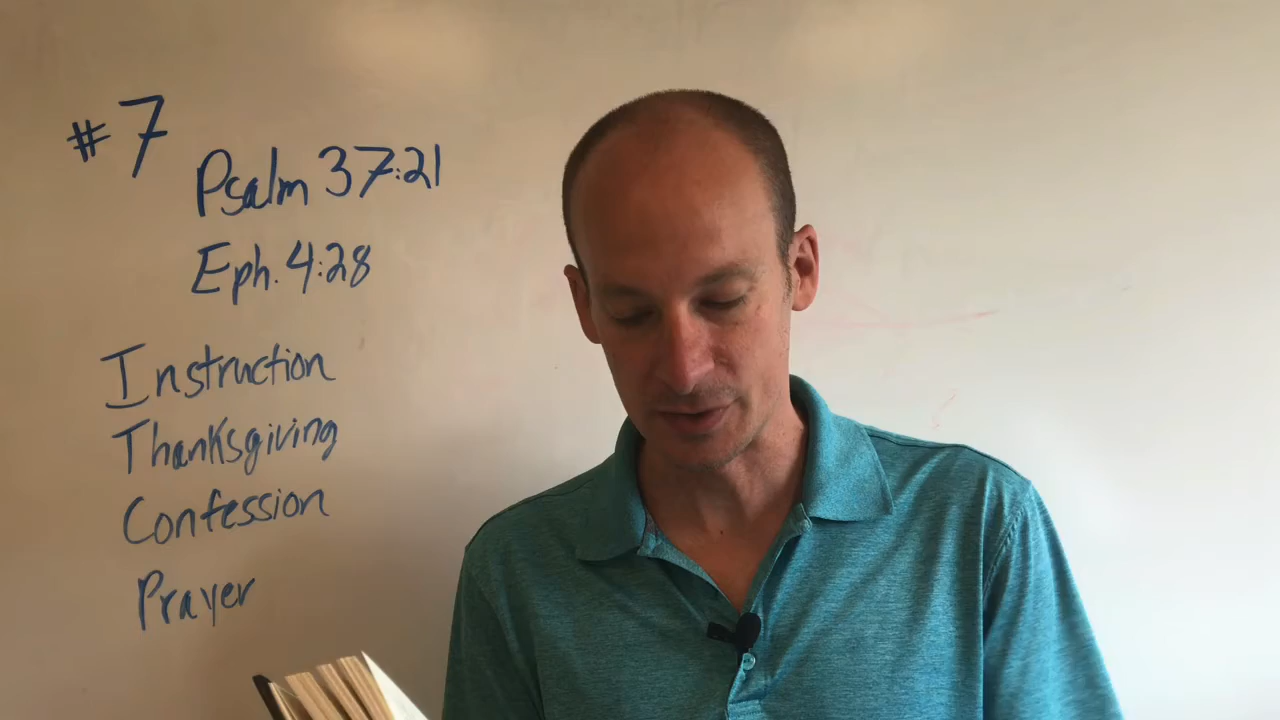 #7
Psalm 37:21
Eph. 4:28
Instruction
Thanksgiving
Confession
Prayer